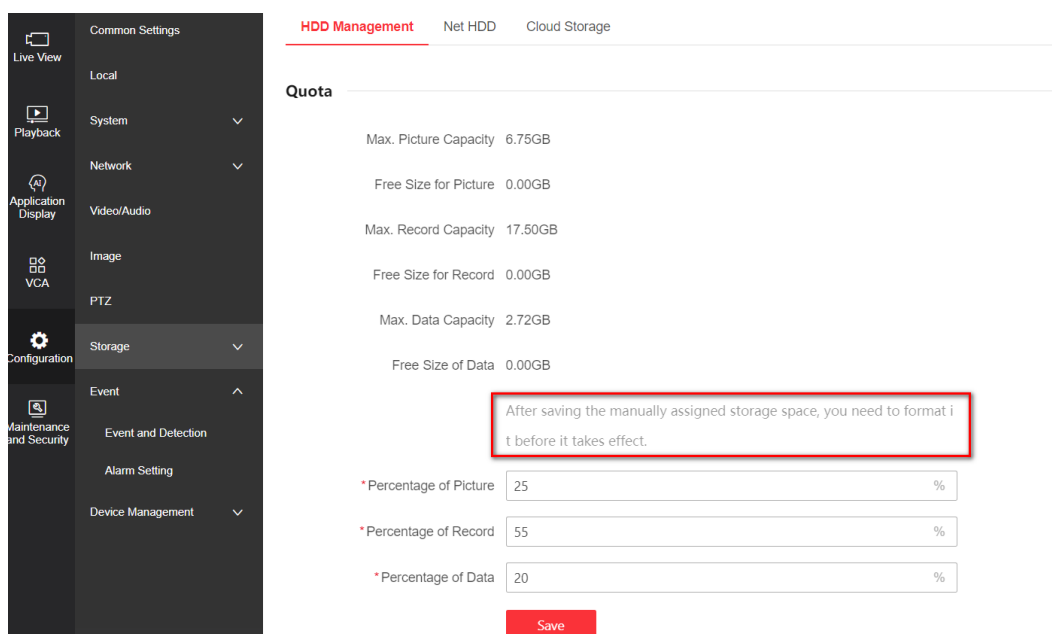 Live View
Playback
AI
Application
Display
VCA
Configuration
Maintenance
and Security
Common Settings
Local
System
Network
Video/Audio
Image
PTZ
Storage
Event
Event and Detection
Alarm Setting
Device Management
HDD Management Net HDD Cloud Storage
Quota
Max. Picture Capacity 6.75GB
Free Size for Picture 0.00GB
Max. Record Capacity 17.50GB
Free Size for Record 0.00GB
Max. Data Capacity 2.72GB
Free Size of Data 0.00GB
After saving the manually assigned storage space, you need to format i
t before it takes effect.
*Percentage of Picture 25 %
*Percentage of Record 55 %
*Percentage of Data 20 %
Save